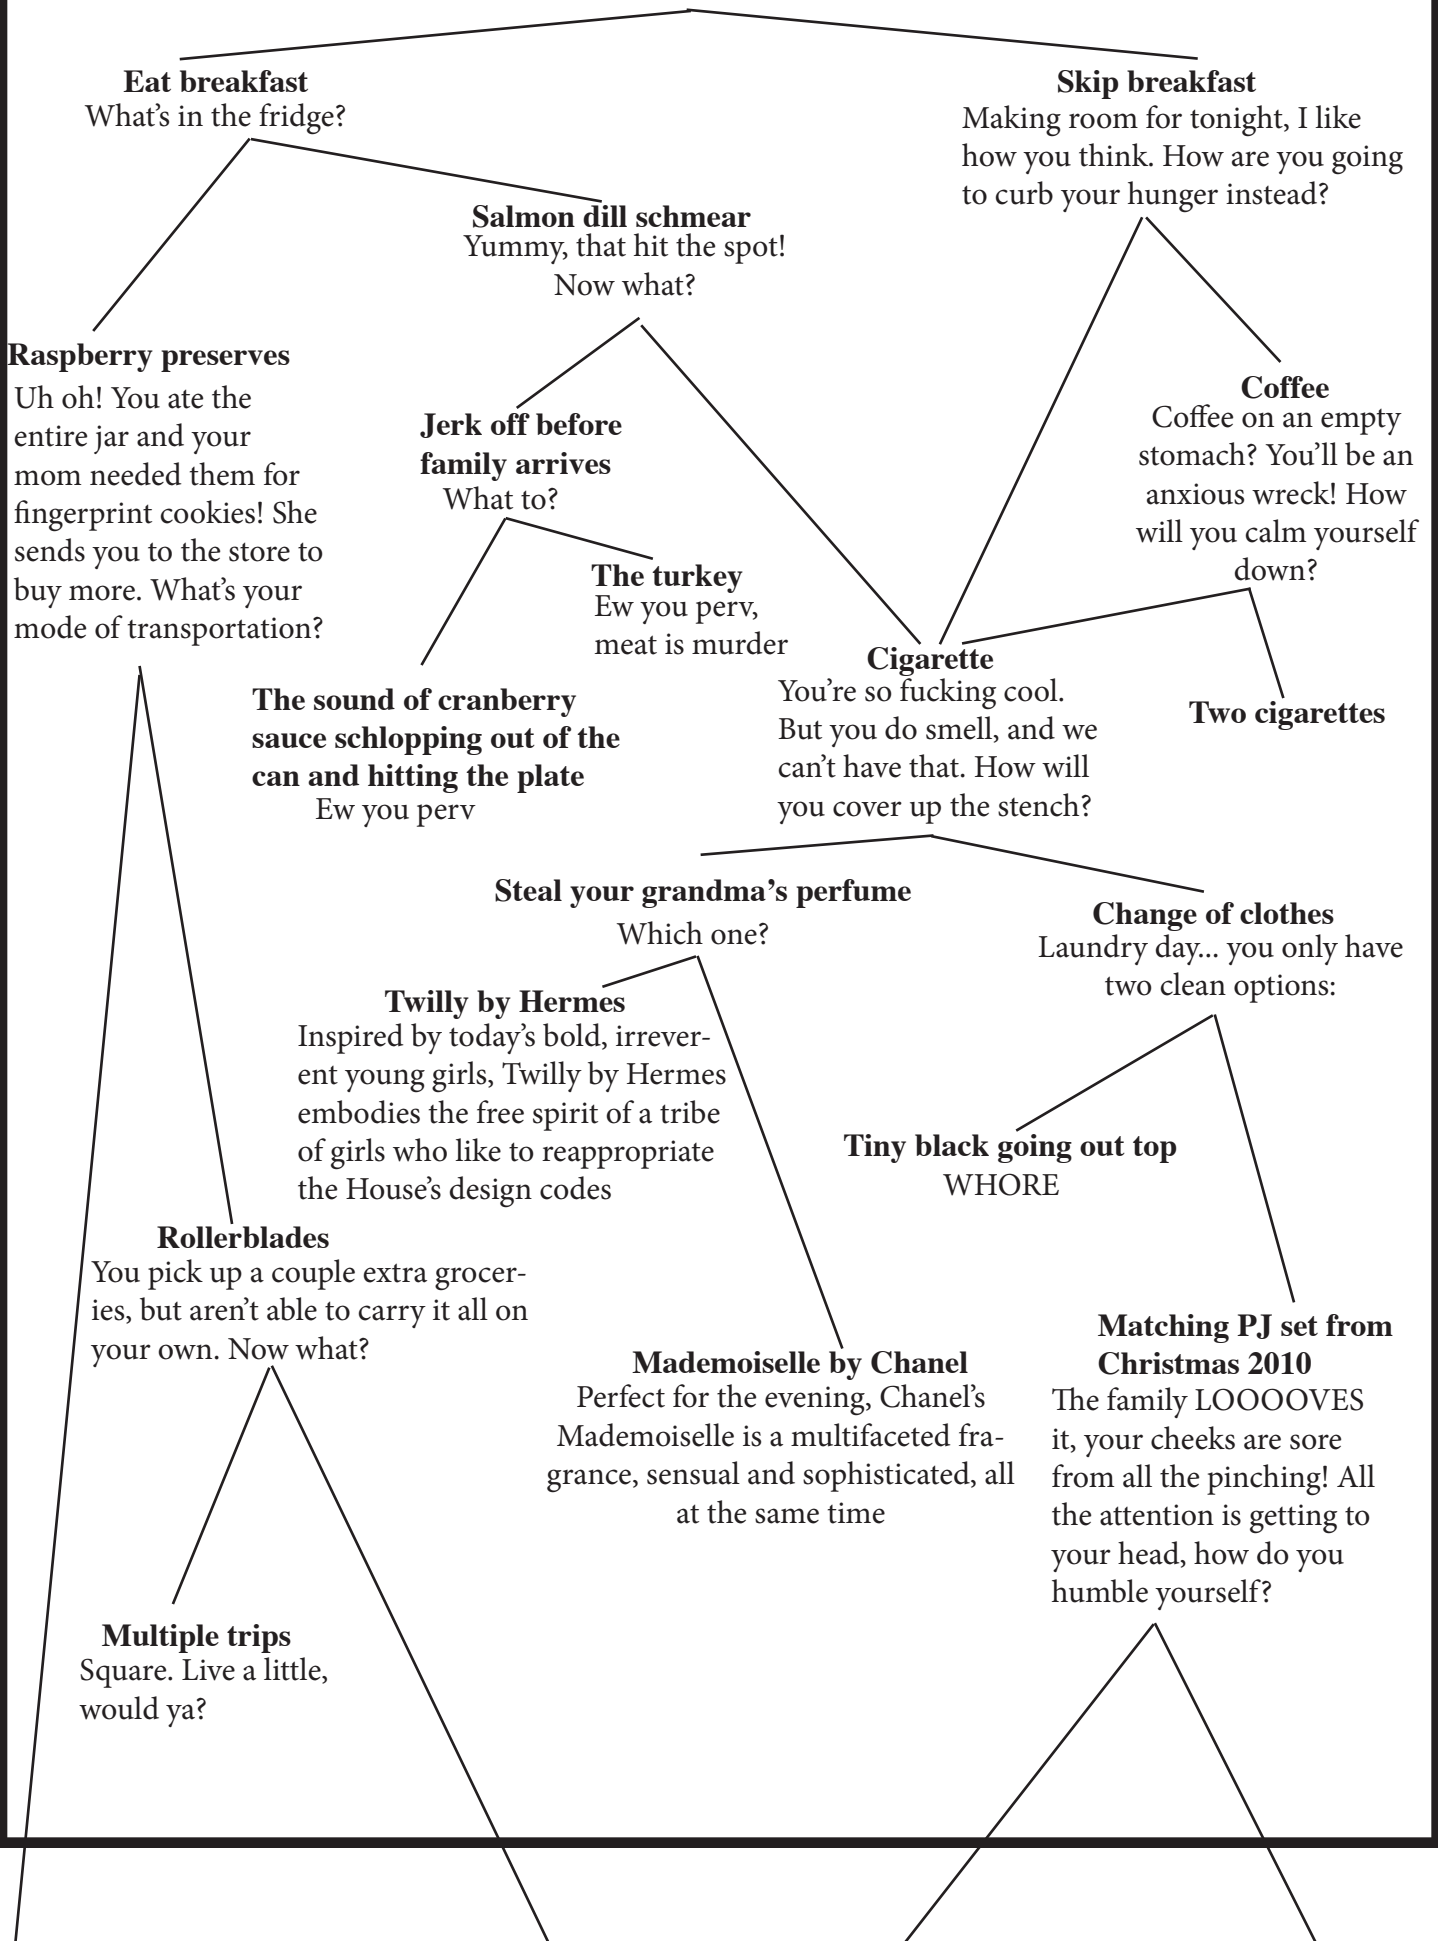 Eat breakfast
What's in the fridge?
Skip breakfast
Making room for tonight, I like
how you think. How are you going
to curb your hunger instead?
Salmon dill schmear
Yummy, that hit the spot!
Now what?
Raspberry preserves
Uh oh! You ate the
entire jar and your
mom needed them for
fingerprint cookies! She
sends you to the store to
buy more. What's your
mode of transportation?
Jerk off before
family arrives
What to?
Coffee
Coffee on an empty
stomach? You'll be an
anxious wreck! How
will you calm yourself
down?
The turkey
Ew you perv,
meat is murder
The sound of cranberry
sauce schlopping out of the
can and hitting the plate
Ew you perv
Cigarette
You're so fucking cool.
But you do smell, and we
can't have that. How will
you cover up the stench?
Two cigarettes
Steal your grandma's perfume
Which one?
Change of clothes
Laundry day... you only have
two clean options:
Twilly by Hermes
Inspired by today's bold, irrever-
ent young girls, Twilly by Hermes
embodies the free spirit of a tribe
of girls who like to reappropriate
the House's design codes
Tiny black going out top
WHORE
Rollerblades
You pick up a couple extra grocer-
ies, but aren't able to carry it all on
your own. Now what?
Mademoiselle by Chanel
Perfect for the evening, Chanel's
Mademoiselle is a multifaceted fra-
grance, sensual and sophisticated, all
at the same time
Matching PJ set from
Christmas 2010
The family LOOOOVES
it, your cheeks are sore
from all the pinching! All
the attention is getting to
your head, how do you
humble yourself?
Multiple trips
Square. Live a little,
would ya?